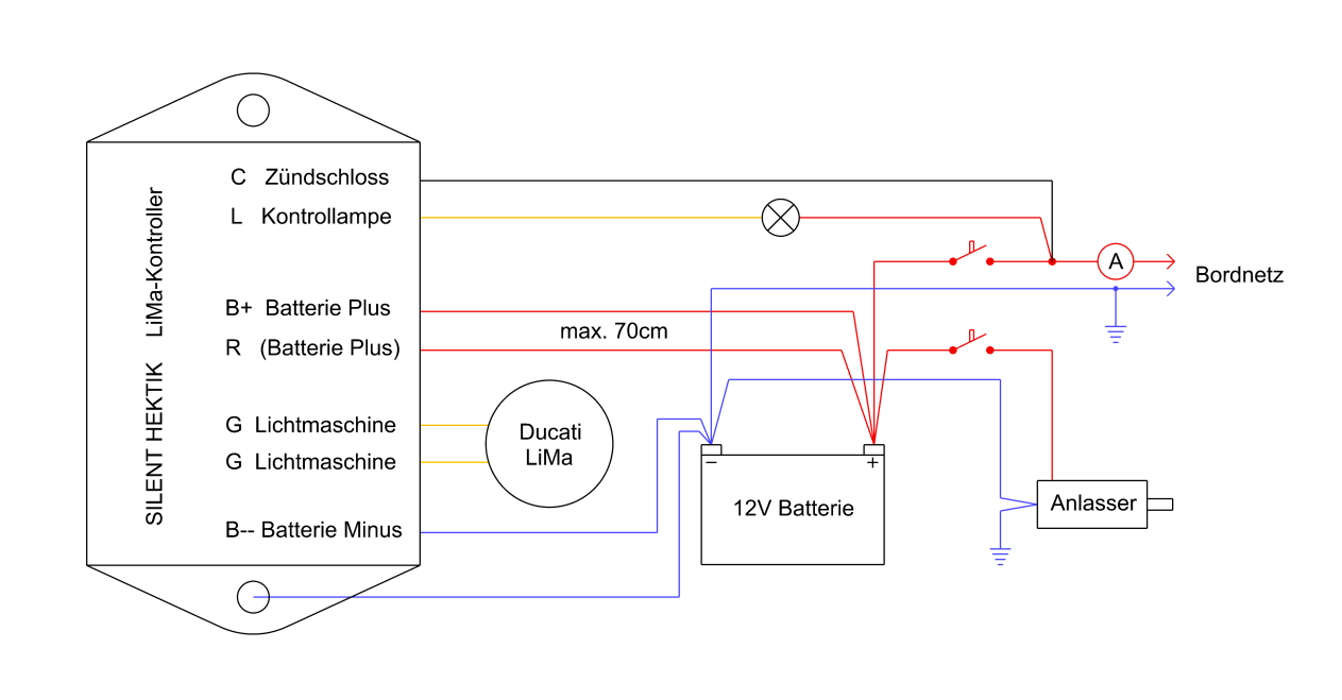 SILENT HEKTIK LiMa-Kontroller
C Zündschloss
L Kontrollampe
B+ Batterie Plus
R (Batterie Plus)
G Lichtmaschine
G Lichtmaschine
B-- Batterie Minus
max. 70cm
Ducati
LiMa
A
Bordnetz
− +
12V Batterie
Anlasser